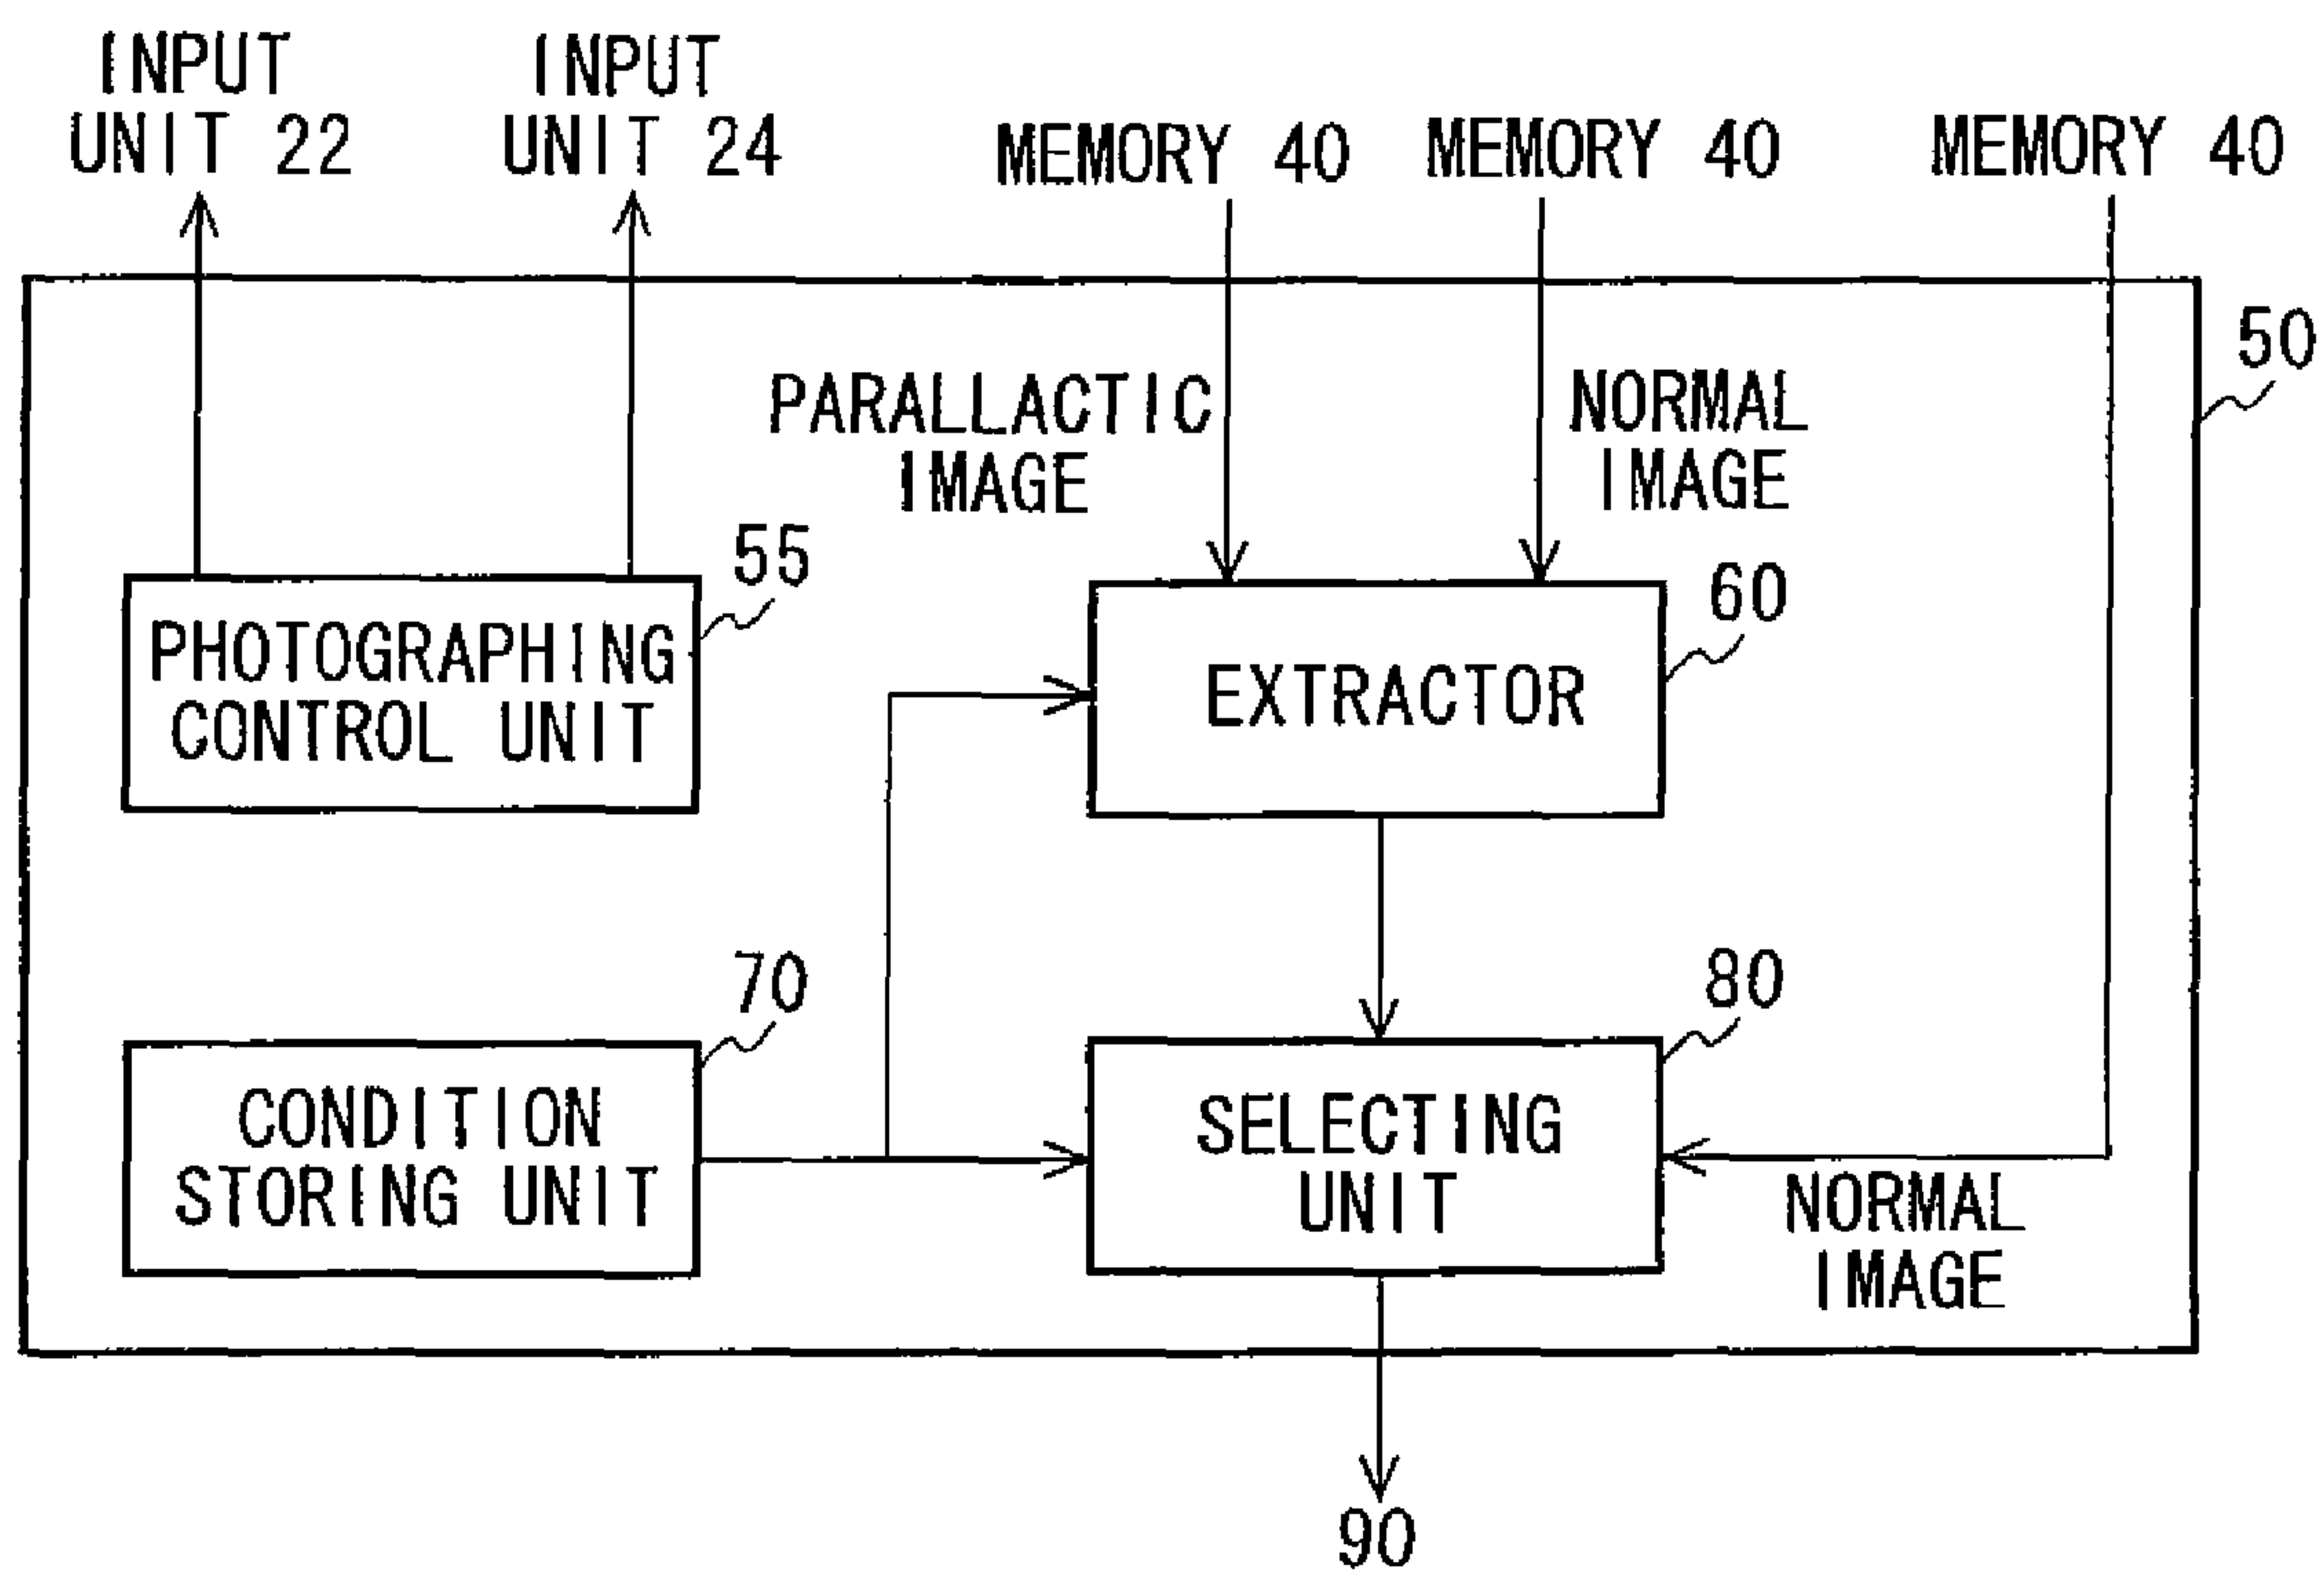 INPUT
UNIT 22
INPUT
UNIT 24
MEMORY 40
MEMORY 40
MEMORY 40
50
PARALLACTIC
IMAGE
NORMAL
IMAGE
55
PHOTOGRAPHING
CONTROL UNIT
60
EXTRACTOR
70
CONDITION
STORING UNIT
80
SELECTING
UNIT
NORMAL
IMAGE
90